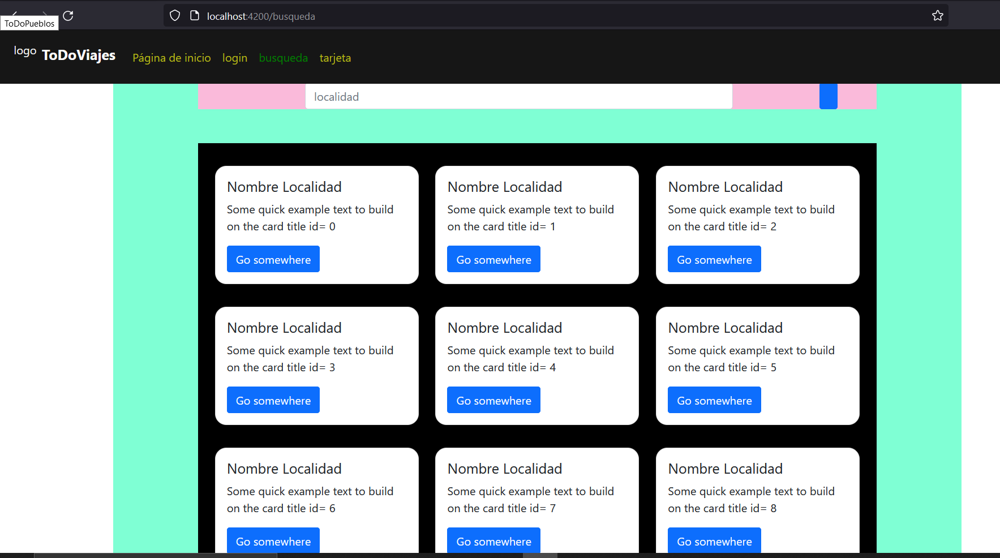 localhost:4200/busqueda
ToDoPueblos
logo ToDoViajes Página de inicio login busqueda tarjeta
localidad
Nombre Localidad
Some quick example text to build
on the card title id= 0
Go somewhere
Nombre Localidad
Some quick example text to build
on the card title id= 1
Go somewhere
Nombre Localidad
Some quick example text to build
on the card title id= 2
Go somewhere
Nombre Localidad
Some quick example text to build
on the card title id= 3
Go somewhere
Nombre Localidad
Some quick example text to build
on the card title id= 4
Go somewhere
Nombre Localidad
Some quick example text to build
on the card title id= 5
Go somewhere
Nombre Localidad
Some quick example text to build
on the card title id= 6
Go somewhere
Nombre Localidad
Some quick example text to build
on the card title id= 7
Go somewhere
Nombre Localidad
Some quick example text to build
on the card title id= 8
Go somewhere